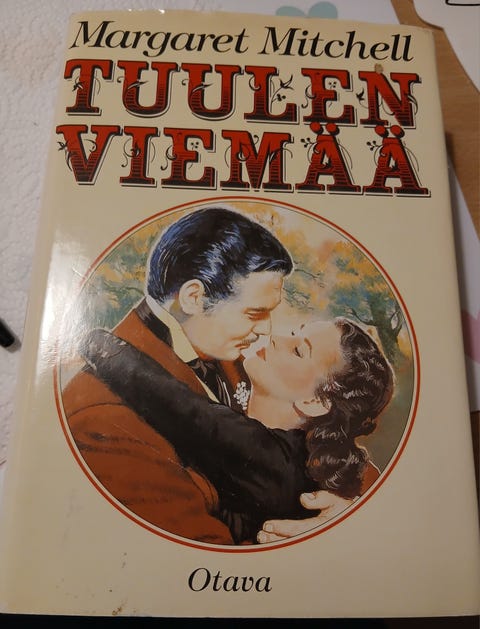 Margaret Mitchell
TUULEN
VIEMÄÄ
Otava